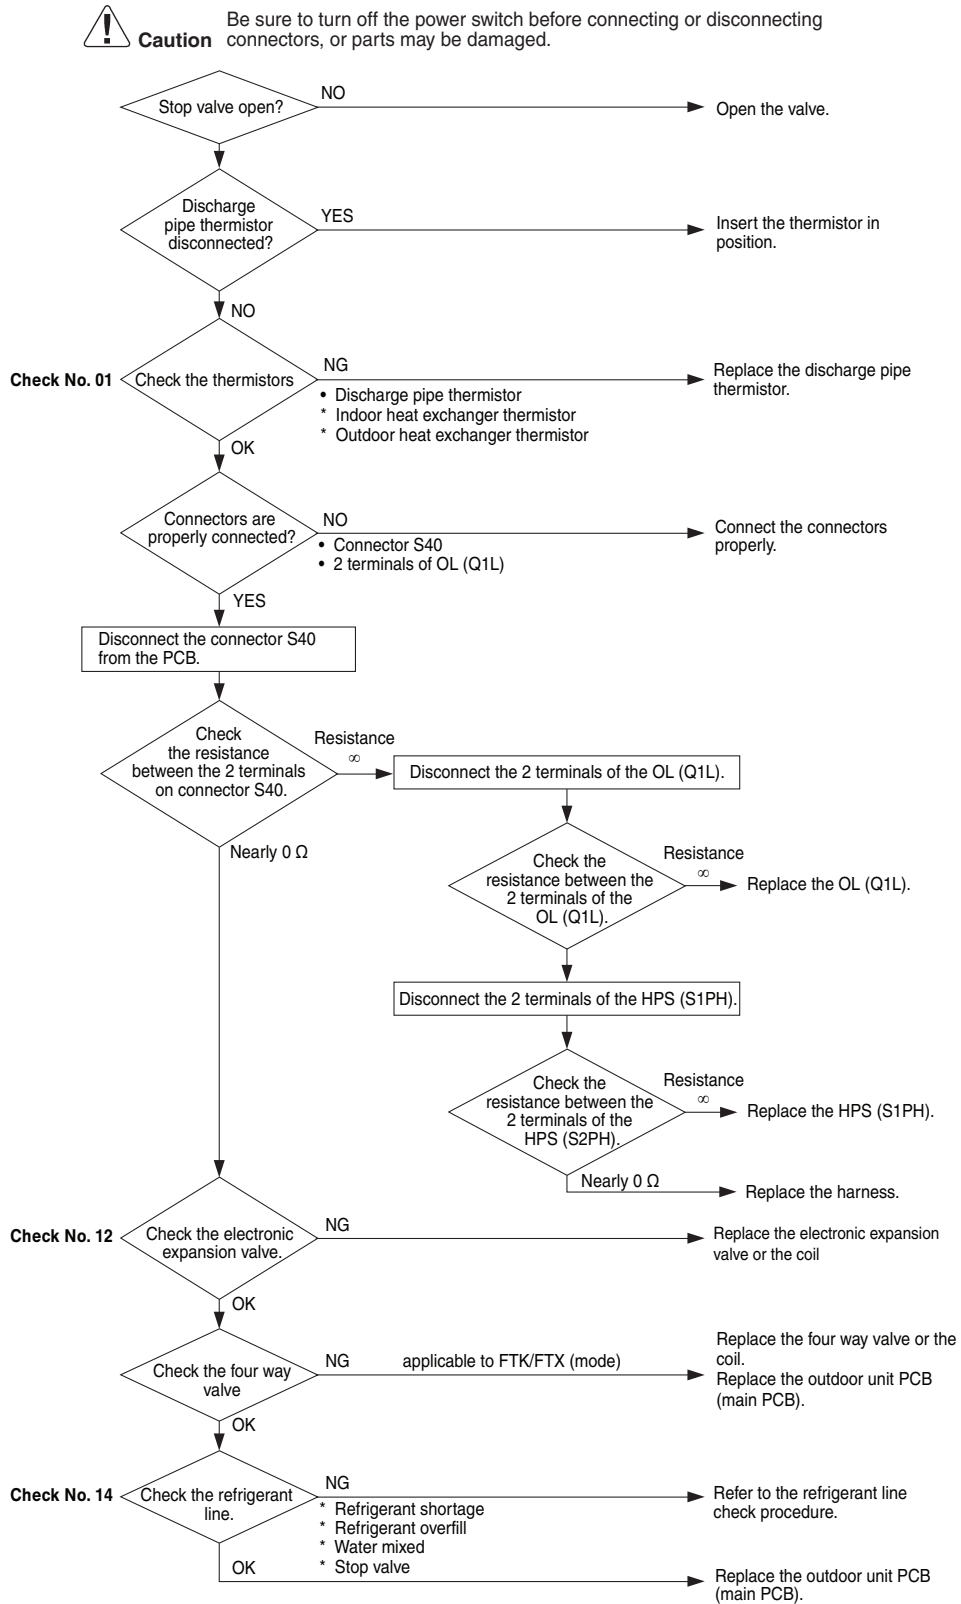 Be sure to turn off the power switch before connecting or disconnecting
Caution connectors, or parts may be damaged.
Stop valve open?
NO
Open the valve.
Discharge
pipe thermistor
disconnected?
YES
Insert the thermistor in
position.
NO
Check No. 01
Check the thermistors
NG
• Discharge pipe thermistor
* Indoor heat exchanger thermistor
* Outdoor heat exchanger thermistor
Replace the discharge pipe
thermistor.
OK
Connectors are
properly connected?
NO
• Connector S40
• 2 terminals of OL (Q1L)
Connect the connectors
properly.
YES
Disconnect the connector S40
from the PCB.
Check
the resistance
between the 2 terminals
on connector S40.
Resistance
∞
Disconnect the 2 terminals of the OL (Q1L).
Nearly 0 Ω
Check the
resistance between the
2 terminals of the
OL (Q1L).
Resistance
∞
Replace the OL (Q1L).
Disconnect the 2 terminals of the HPS (S1PH).
Check the
resistance between the
2 terminals of the
HPS (S2PH).
Resistance
∞
Replace the HPS (S1PH).
Nearly 0 Ω
Replace the harness.
Check No. 12
Check the electronic
expansion valve.
NG
Replace the electronic expansion
valve or the coil
OK
Check the four way
valve
NG
applicable to FTK/FTX (mode)
Replace the four way valve or the
coil.
Replace the outdoor unit PCB
(main PCB).
OK
Check No. 14
Check the refrigerant
line.
NG
* Refrigerant shortage
* Refrigerant overfill
* Water mixed
* Stop valve
Refer to the refrigerant line
check procedure.
OK
Replace the outdoor unit PCB
(main PCB).